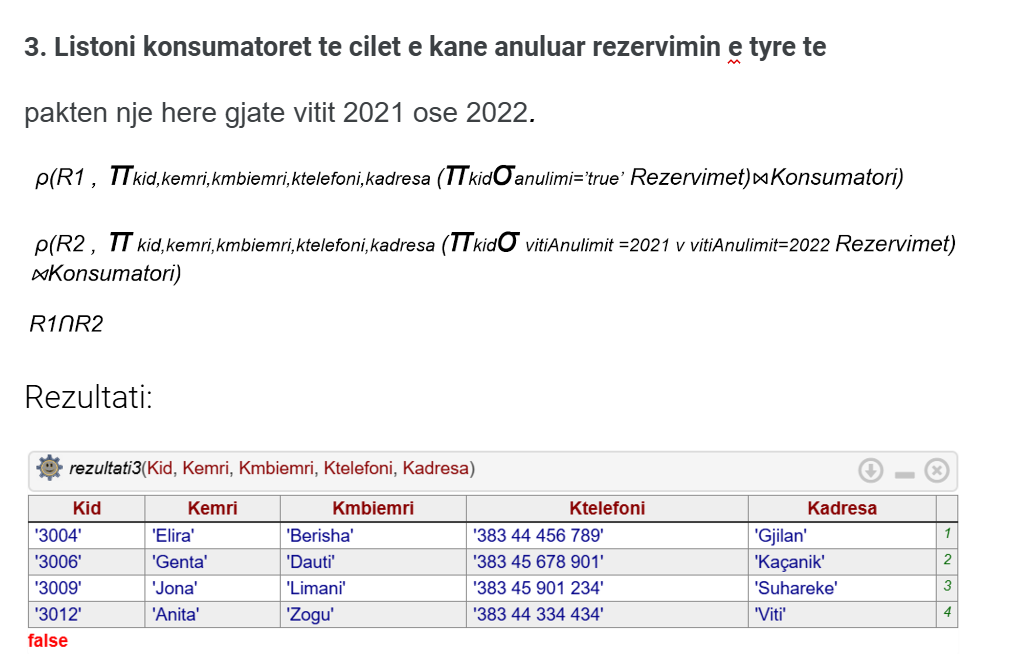 3. Listoni konsumatoret te cilet e kane anuluar rezervimin e tyre te
pakten nje here gjate vitit 2021 ose 2022.
ρ(R1 , πkid,kemri,kmbiemri,ktelefoni,kadresa (πkidσanulimi='true' Rezervimet)⋈Konsumatori)
ρ(R2 , π kid,kemri,kmbiemri,ktelefoni,kadresa (πkidσ vitiAnulimit =2021 v vitiAnulimit=2022 Rezervimet)
⋈Konsumatori)
R1∩R2
Rezultati:
rezultati3(Kid, Kemri, Kmbiemri, Ktelefoni, Kadresa)
Kid Kemri Kmbiemri Ktelefoni Kadresa
'3004' 'Elira' 'Berisha' '383 44 456 789' 'Gjilan' 1
'3006' 'Genta' 'Dauti' '383 45 678 901' 'Kaçanik' 2
'3009' 'Jona' 'Limani' '383 45 901 234' 'Suhareke' 3
'3012' 'Anita' 'Zogu' '383 44 334 434' 'Viti' 4
false